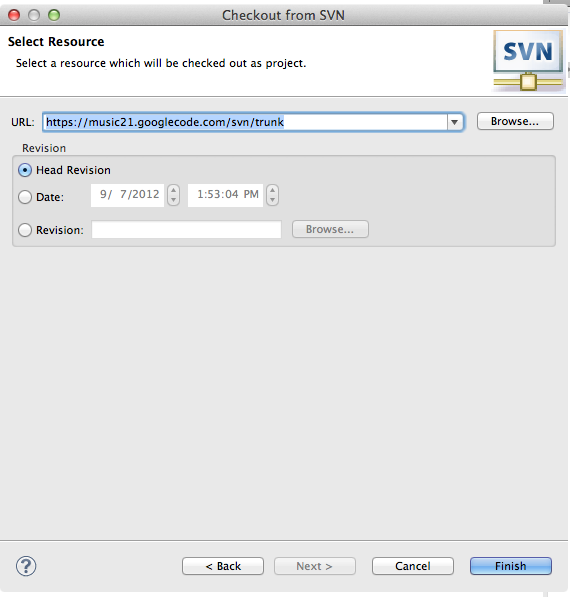 Checkout from SVN
Select Resource
Select a resource which will be checked out as project.
SVN
URL: https://music21.googlecode.com/svn/trunk Browse...
Revision
Head Revision
Date: 9/ 7/2012 1:53:04 PM
Revision: Browse...
? < Back Next > Cancel Finish